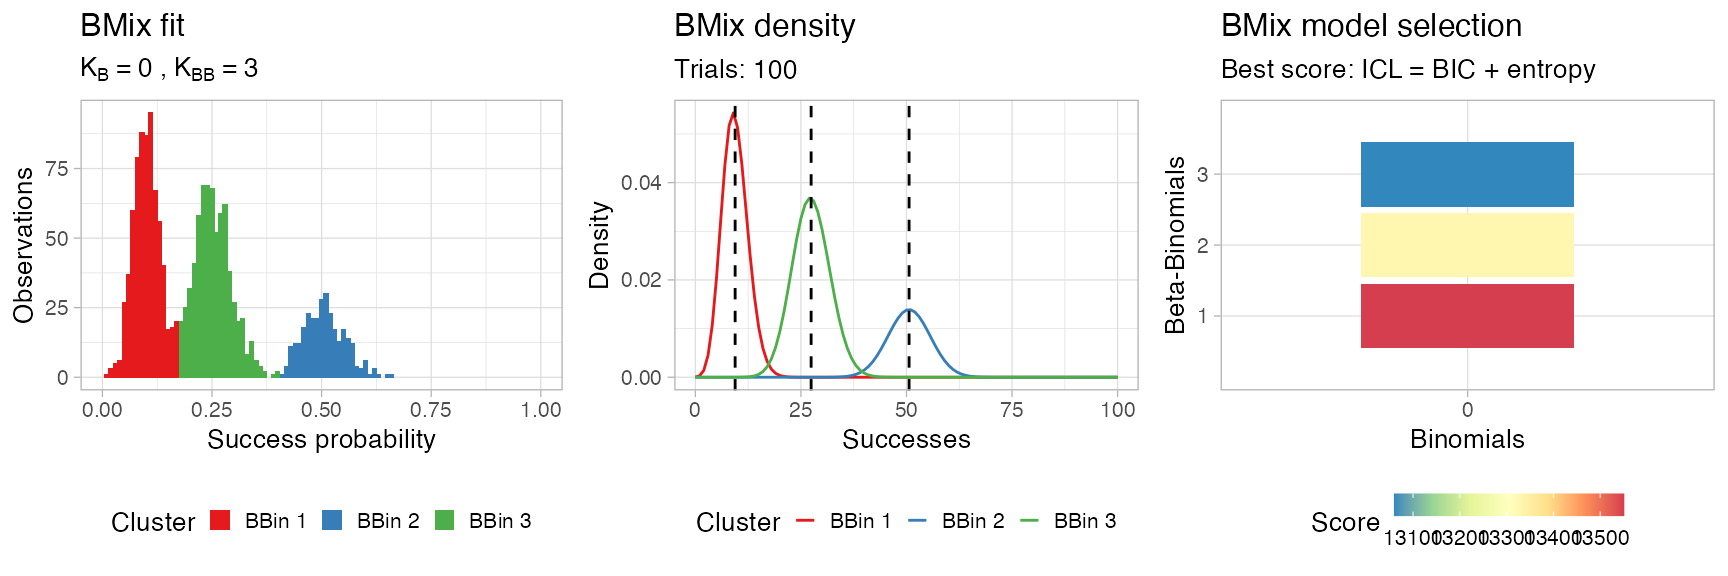 BMix fit
K_B = 0 , K_BB = 3
Observations
75
50
25
0
0.00 0.25 0.50 0.75 1.00
Success probability
Cluster BBin 1 BBin 2 BBin 3
BMix density
Trials: 100
Density
0.04
0.02
0.00
0 25 50 75 100
Successes
Cluster BBin 1 BBin 2 BBin 3
BMix model selection
Best score: ICL = BIC + entropy
Beta-Binomials
3
2
1
0
Binomials
Score
13100 13200 13300 13400 13500